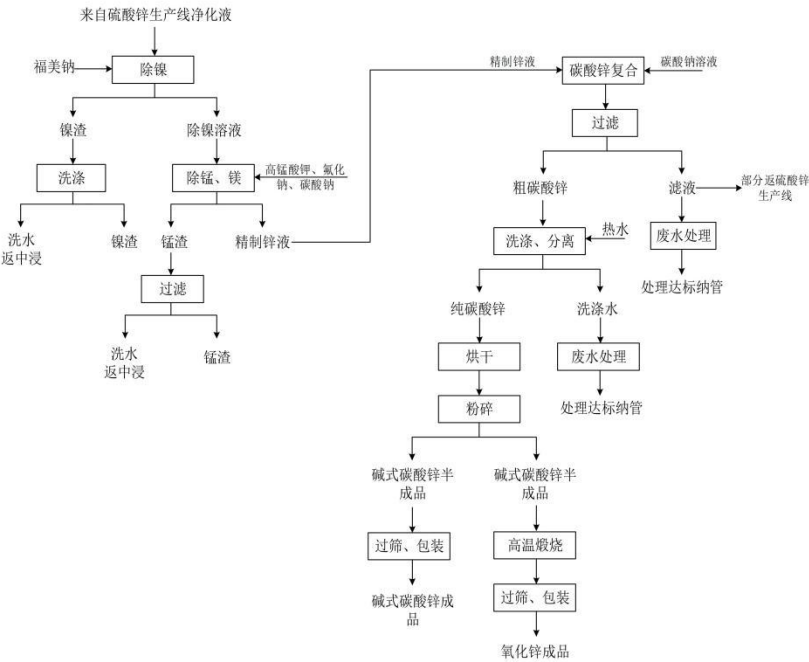 来自硫酸锌生产线净化液
福美钠
除镍
镍渣
除镍溶液
洗涤
除锰、镁
高锰酸钾、氟化
钠、碳酸钠
洗水
返中浸
镍渣
锰渣
精制锌液
过滤
洗水
返中浸
锰渣
精制锌液
碳酸锌复合
碳酸钠溶液
过滤
粗碳酸锌
滤液
部分返硫酸锌
生产线
洗涤、分离
热水
废水处理
处理达标纳管
纯碳酸锌
洗涤水
烘干
废水处理
处理达标纳管
粉碎
碱式碳酸锌半
成品
碱式碳酸锌半
成品
过筛、包装
高温煅烧
碱式碳酸锌成
品
过筛、包装
氧化锌成品